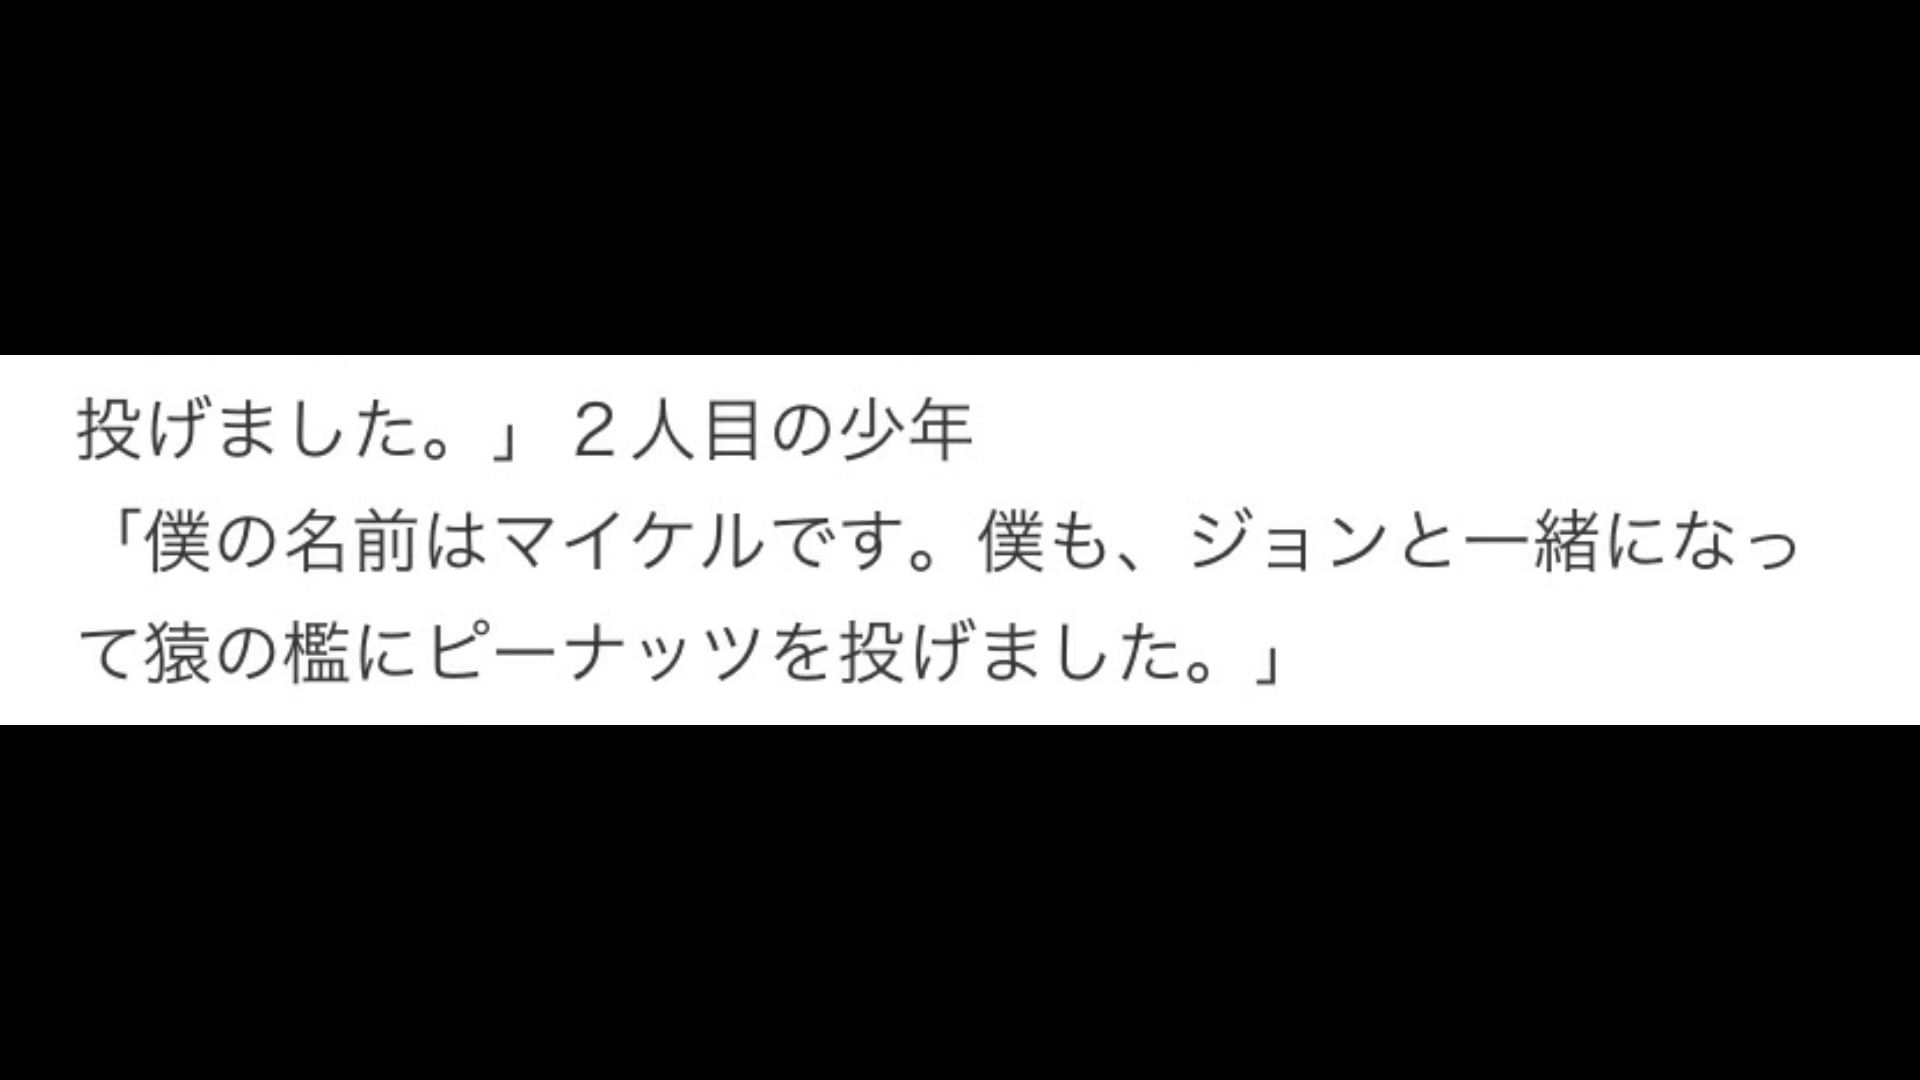 投げました。」２人目の少年
「僕の名前はマイケルです。僕も、ジョンと一緒になっ
て猿の檻にピーナッツを投げました。」